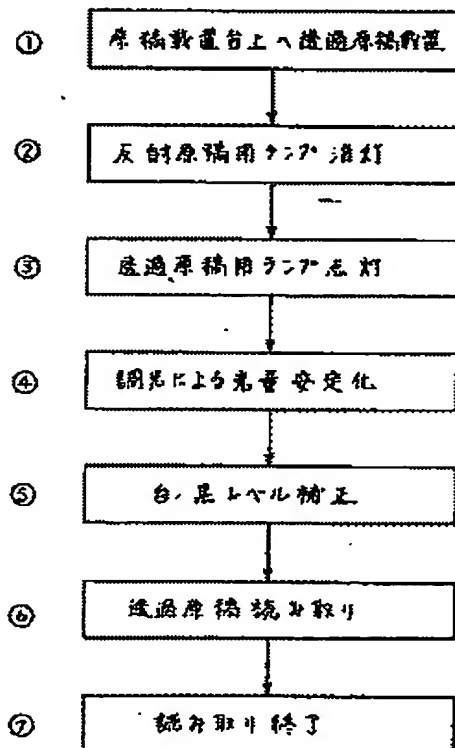 ① 原稿載置台上へ透過原稿載置
② 反射原稿用ランプ消灯
③ 透過原稿用ランプ点灯
④ 調光による光量安定化
⑤ 白・黒レベル補正
⑥ 透過原稿読み取り
⑦ 読み取り終了